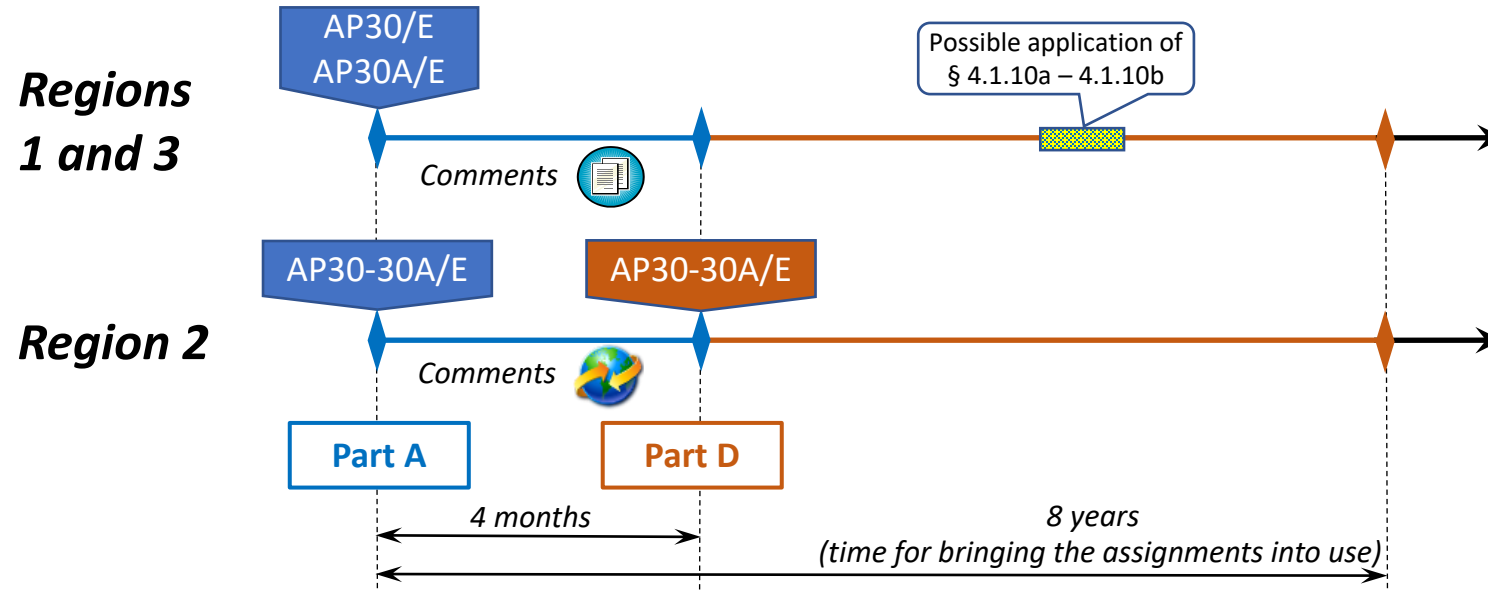 Regions
1 and 3
AP30/E
AP30A/E
Possible application of
§ 4.1.10a – 4.1.10b
Comments
Region 2
AP30-30A/E
AP30-30A/E
Comments
Part A
Part D
4 months
8 years
(time for bringing the assignments into use)